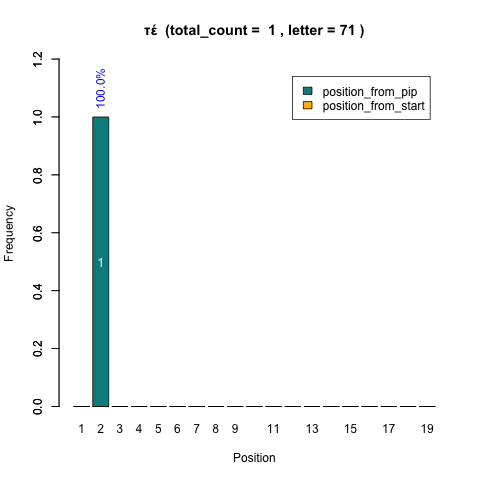 τέ (total_count = 1 , letter = 71 )
position_from_pip
position_from_start
100.0%
1
Frequency
0.0 0.2 0.4 0.6 0.8 1.0 1.2
1 2 3 4 5 6 7 8 9 11 13 15 17 19
Position